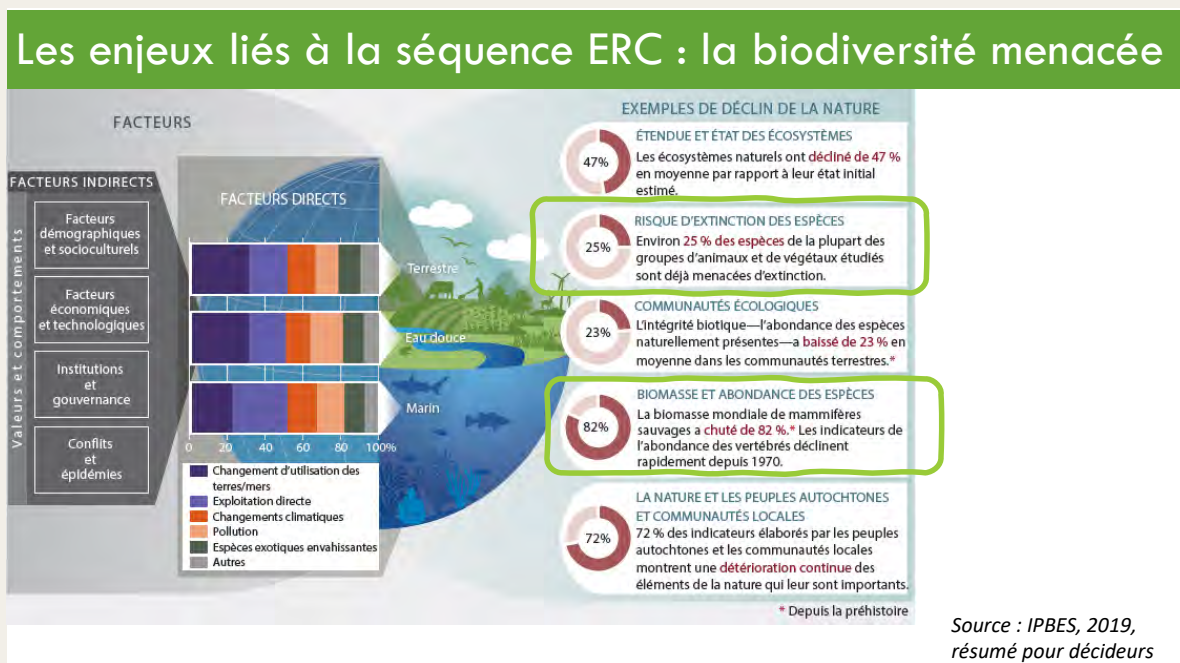 Les enjeux liés à la séquence ERC : la biodiversité menacée
FACTEURS
FACTEURS INDIRECTS
Valeurs et comportements
Facteurs
démographiques
et socioculturels
Facteurs
économiques
et technologiques
Institutions
et
gouvernance
Conflits
et
épidémies
FACTEURS DIRECTS
Terrestre
Eau douce
Marin
0 20 40 60 80 100%
Changement d'utilisation des
terres/mers
Exploitation directe
Changements climatiques
Pollution
Espèces exotiques envahissantes
Autres
EXEMPLES DE DÉCLIN DE LA NATURE
47%
ÉTENDUE ET ÉTAT DES ÉCOSYSTÈMES
Les écosystèmes naturels ont décliné de 47 %
en moyenne par rapport à leur état initial
estimé.
25%
RISQUE D'EXTINCTION DES ESPÈCES
Environ 25 % des espèces de la plupart des
groupes d'animaux et de végétaux étudiés
sont déjà menacées d'extinction.
23%
COMMUNAUTÉS ÉCOLOGIQUES
L'intégrité biotique—l'abondance des espèces
naturellement présentes—a baissé de 23 % en
moyenne dans les communautés terrestres.*
82%
BIOMASSE ET ABONDANCE DES ESPÈCES
La biomasse mondiale de mammifères
sauvages a chuté de 82 %.* Les indicateurs de
l'abondance des vertébrés déclinent
rapidement depuis 1970.
72%
LA NATURE ET LES PEUPLES AUTOCHTONES
ET COMMUNAUTÉS LOCALES
72 % des indicateurs élaborés par les peuples
autochtones et les communautés locales
montrent une détérioration continue des
éléments de la nature qui leur sont importants.
* Depuis la préhistoire
Source : IPBES, 2019,
résumé pour décideurs